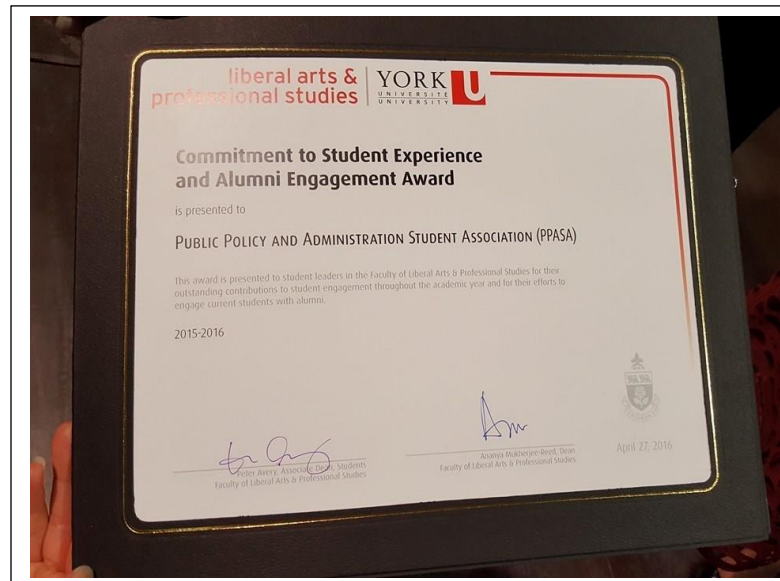 liberal arts &
professional studies
YORK
UNIVERSITÉ
UNIVERSITY
U
Commitment to Student Experience
and Alumni Engagement Award
is presented to
PUBLIC POLICY AND ADMINISTRATION STUDENT ASSOCIATION (PPASA)
This award is presented to student leaders in the Faculty of Liberal Arts & Professional Studies for their
outstanding contributions to student engagement throughout the academic year and for their efforts to
engage current students with alumni.
2015-2016
Peter Avery, Associate Dean, Students
Faculty of Liberal Arts & Professional Studies
Ananya Mukherjee-Reed, Dean
Faculty of Liberal Arts & Professional Studies
April 27, 2016